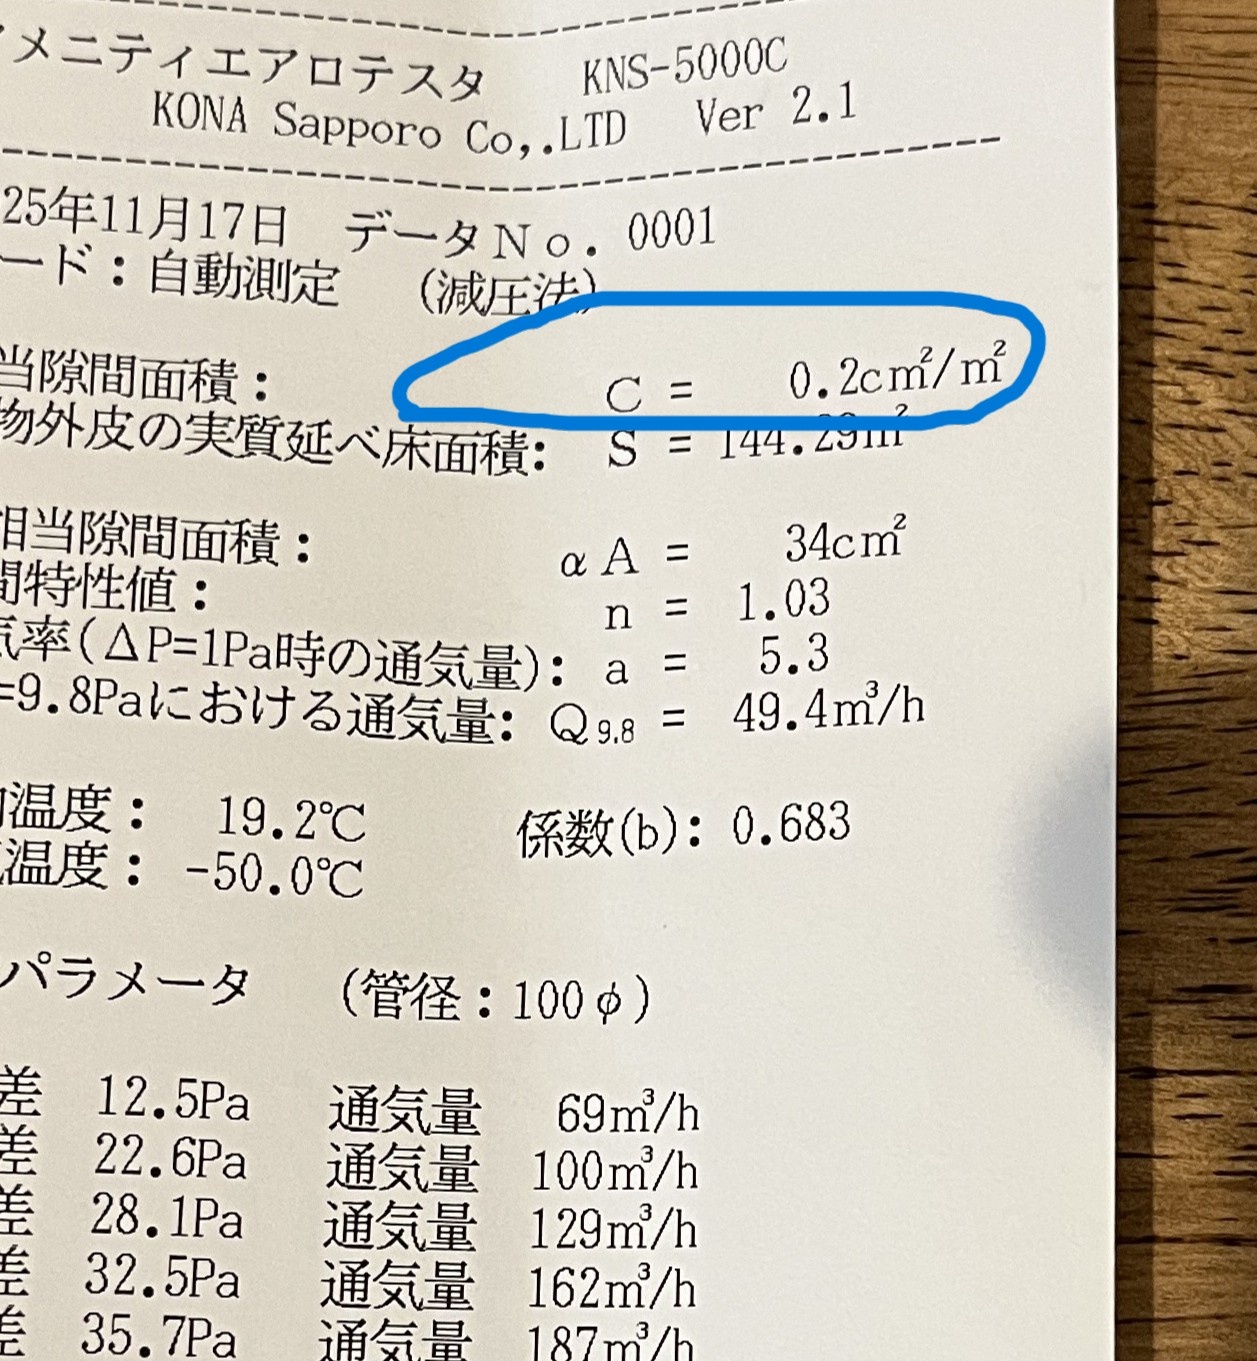 アメニティエアロテスタ KNS-5000C
KONA Sapporo Co,.LTD Ver 2.1
25年11月17日 データNo. 0001
ード：自動測定 (減圧法)
当隙間面積： C = 0.2cm²/m²
物外皮の実質延べ床面積: S = 144.29m²
相当隙間面積： αA = 34cm²
間特性値： n = 1.03
気率(ΔP=1Pa時の通気量): a = 5.3
=9.8Paにおける通気量: Q9.8 = 49.4m³/h
温度： 19.2℃ 係数(b): 0.683
温度： -50.0℃
パラメータ (管径：100φ)
差 12.5Pa 通気量 69m³/h
差 22.6Pa 通気量 100m³/h
差 28.1Pa 通気量 129m³/h
差 32.5Pa 通気量 162m³/h
差 35.7Pa 通気量 187m³/h